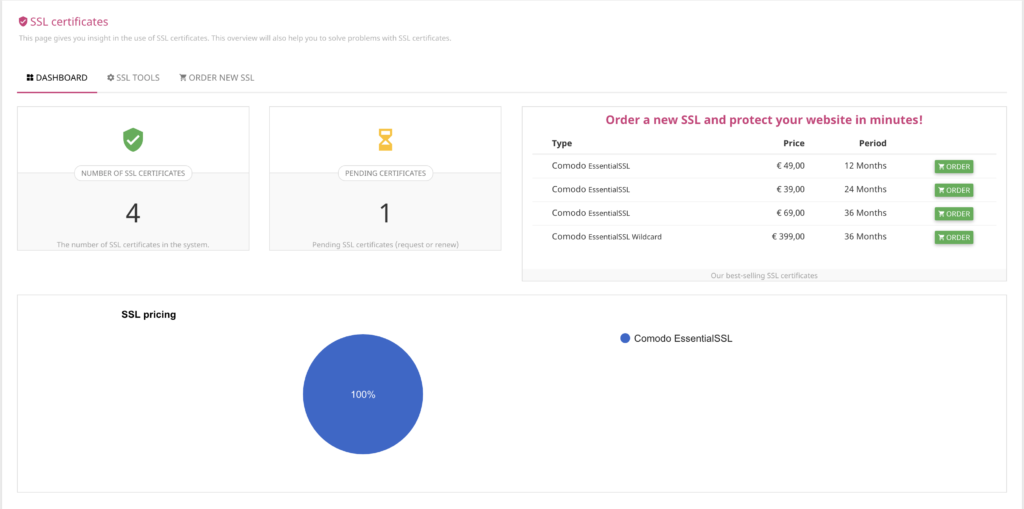 SSL certificates
This page gives you insight in the use of SSL certificates. This overview will also help you to solve problems with SSL certificates.
DASHBOARD SSL TOOLS ORDER NEW SSL
NUMBER OF SSL CERTIFICATES
4
The number of SSL certificates in the system.
PENDING CERTIFICATES
1
Pending SSL certificates (request or renew)
Order a new SSL and protect your website in minutes!
Type Price Period
Comodo EssentialSSL € 49,00 12 Months ORDER
Comodo EssentialSSL € 39,00 24 Months ORDER
Comodo EssentialSSL € 69,00 36 Months ORDER
Comodo EssentialSSL Wildcard € 399,00 36 Months ORDER
Our best-selling SSL certificates
SSL pricing
100%
Comodo EssentialSSL